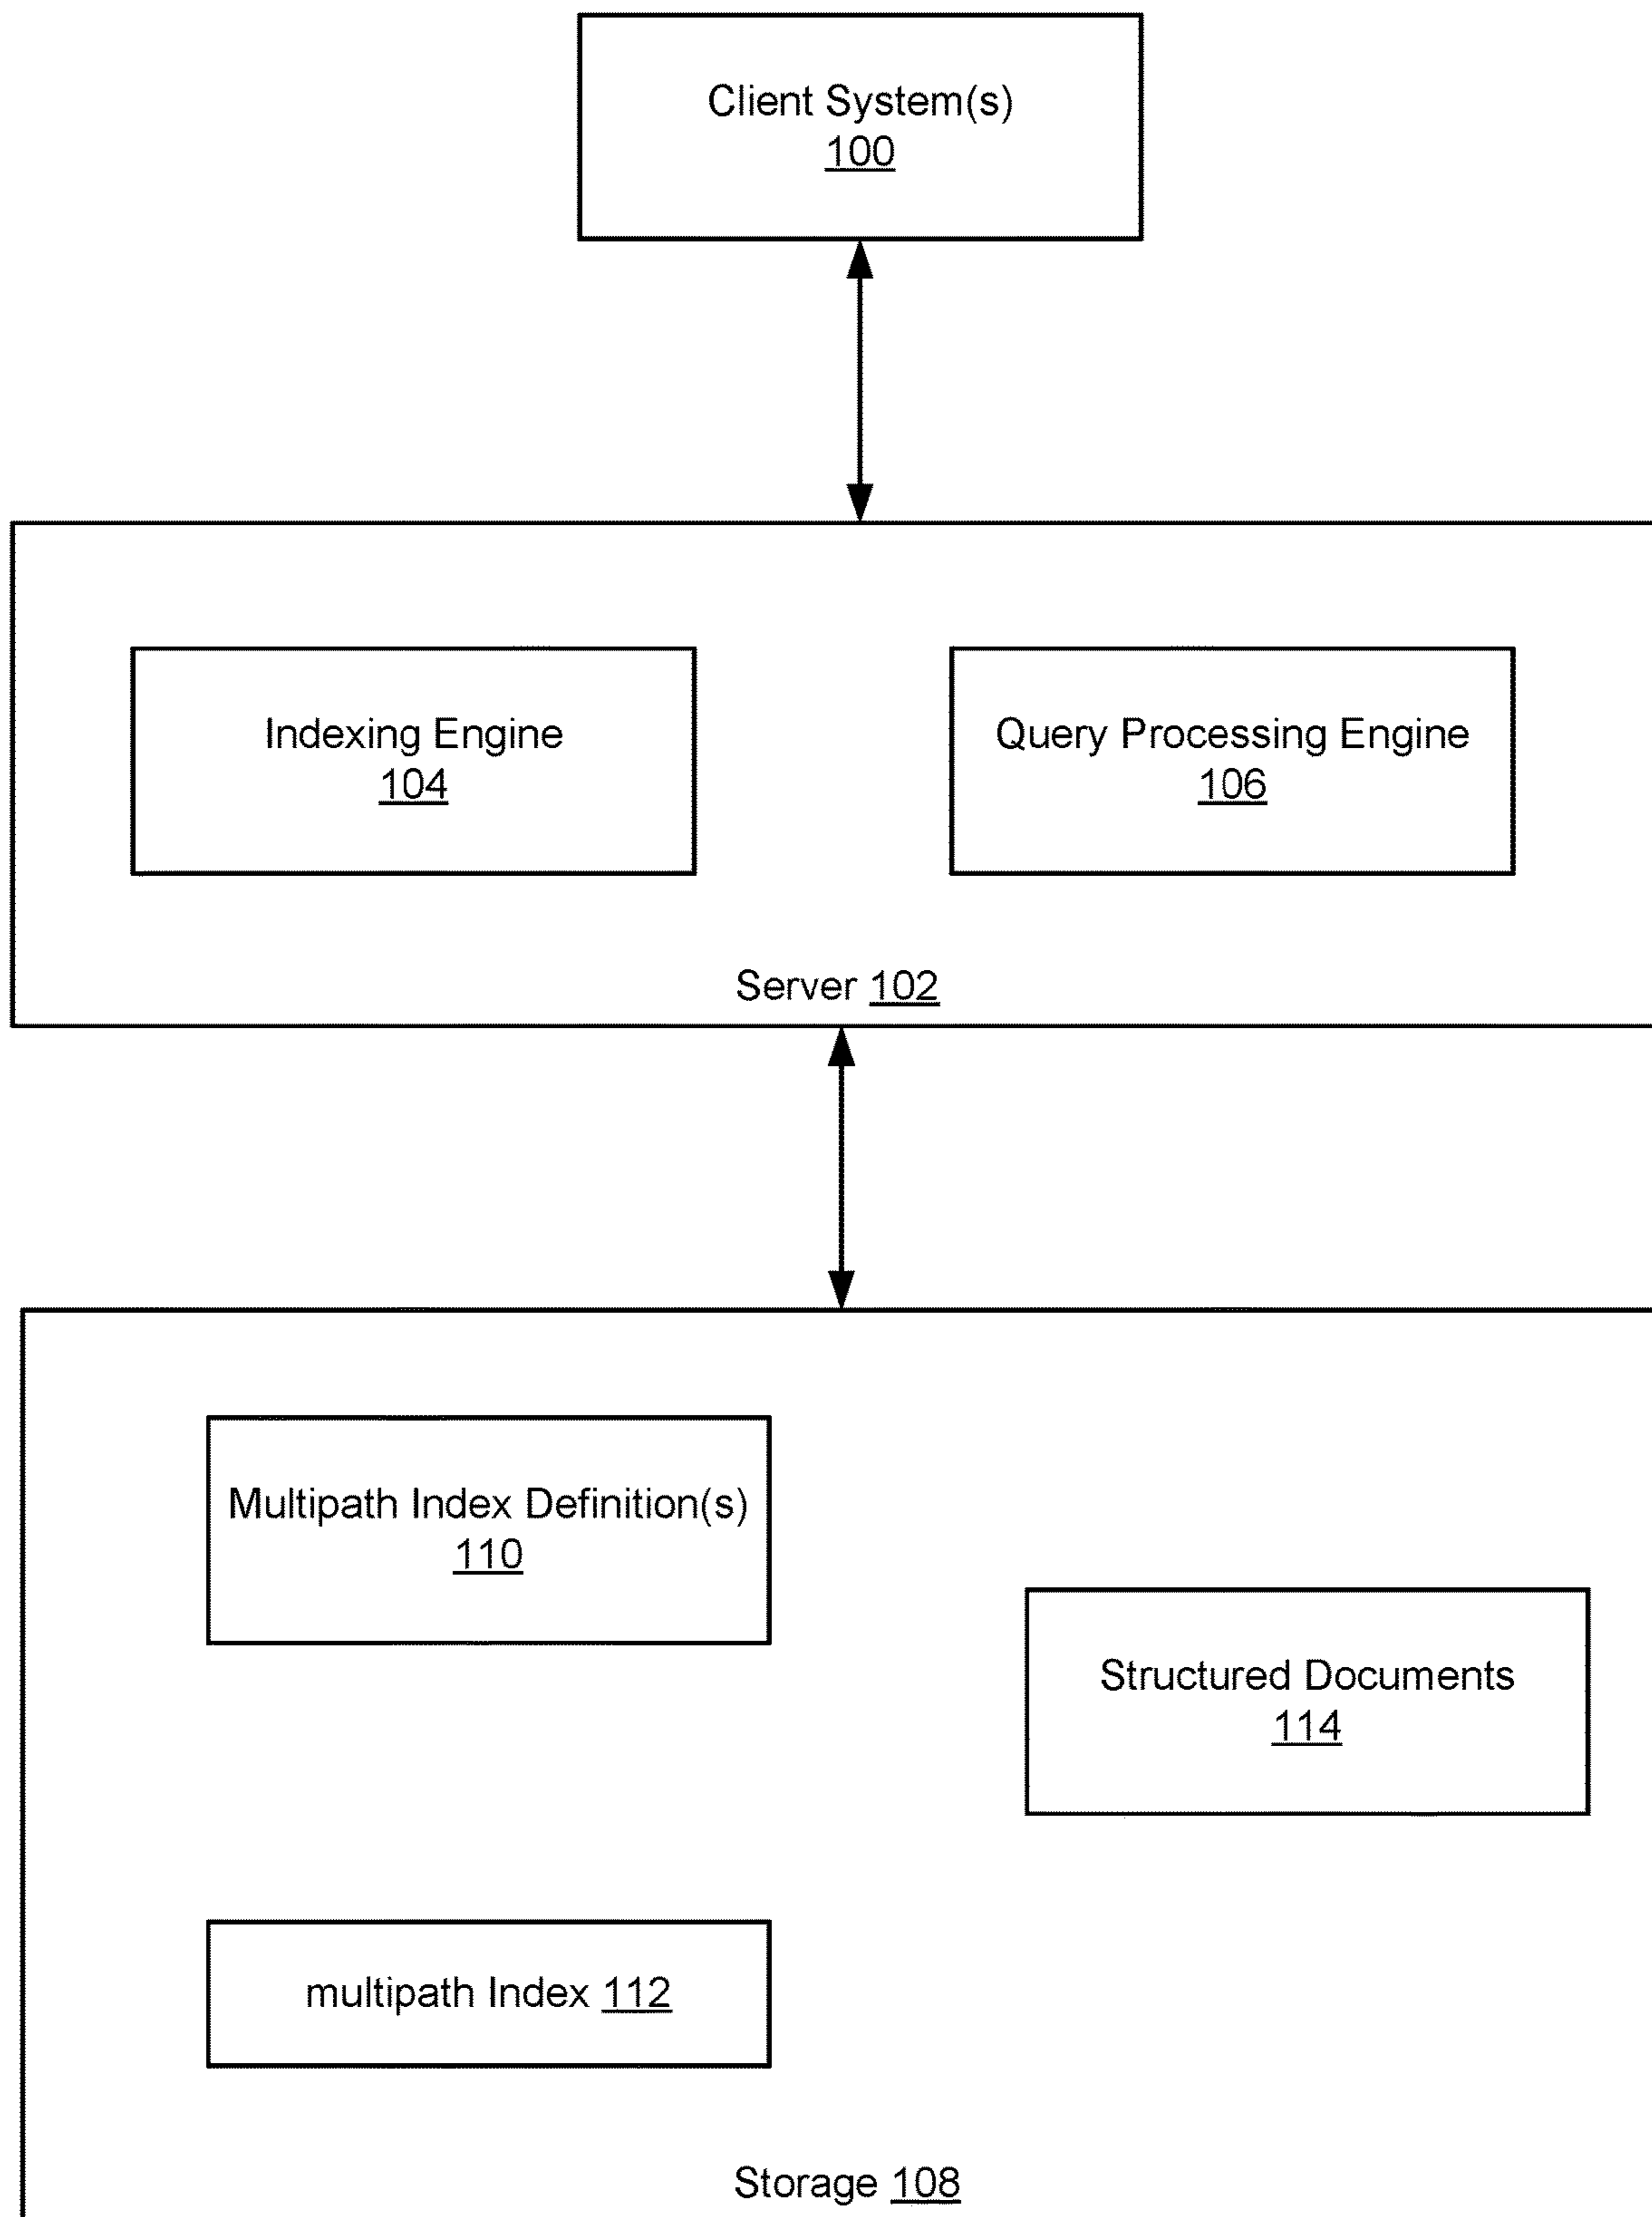 Client System(s)
100
Indexing Engine
104
Query Processing Engine
106
Server 102
Multipath Index Definition(s)
110
Structured Documents
114
multipath Index 112
Storage 108